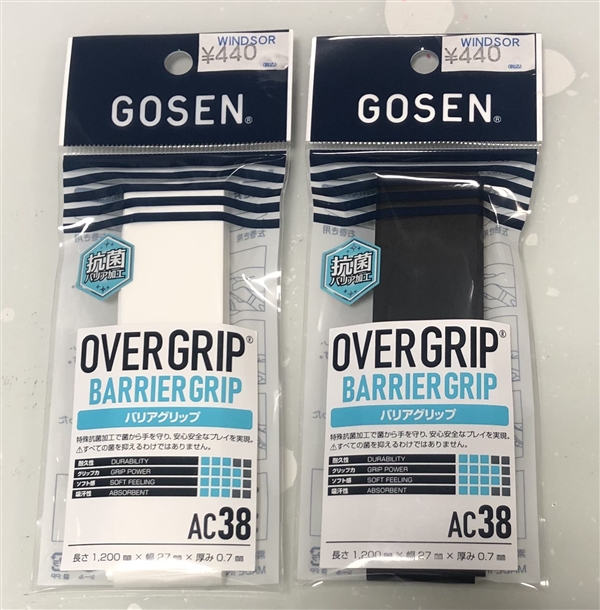 WINDSOR
¥440
(税込)
GOSEN®
抗菌
バリア加工
OVER GRIP®
BARRIER GRIP
バリアグリップ
特殊抗菌加工で菌から手を守り、安心安全なプレイを実現。
⚠すべての菌を抑えるわけではありません。
耐久性 DURABILITY
グリップ力 GRIP POWER
ソフト感 SOFT FEELING
吸汗性 ABSORBENT
AC38
長さ 1,200㎜ × 幅 27㎜ × 厚み 0.7㎜
WINDSOR
¥440
(税込)
GOSEN®
抗菌
バリア加工
OVER GRIP®
BARRIER GRIP
バリアグリップ
特殊抗菌加工で菌から手を守り、安心安全なプレイを実現。
⚠すべての菌を抑えるわけではありません。
耐久性 DURABILITY
グリップ力 GRIP POWER
ソフト感 SOFT FEELING
吸汗性 ABSORBENT
AC38
長さ 1,200㎜ × 幅 27㎜ × 厚み 0.7㎜